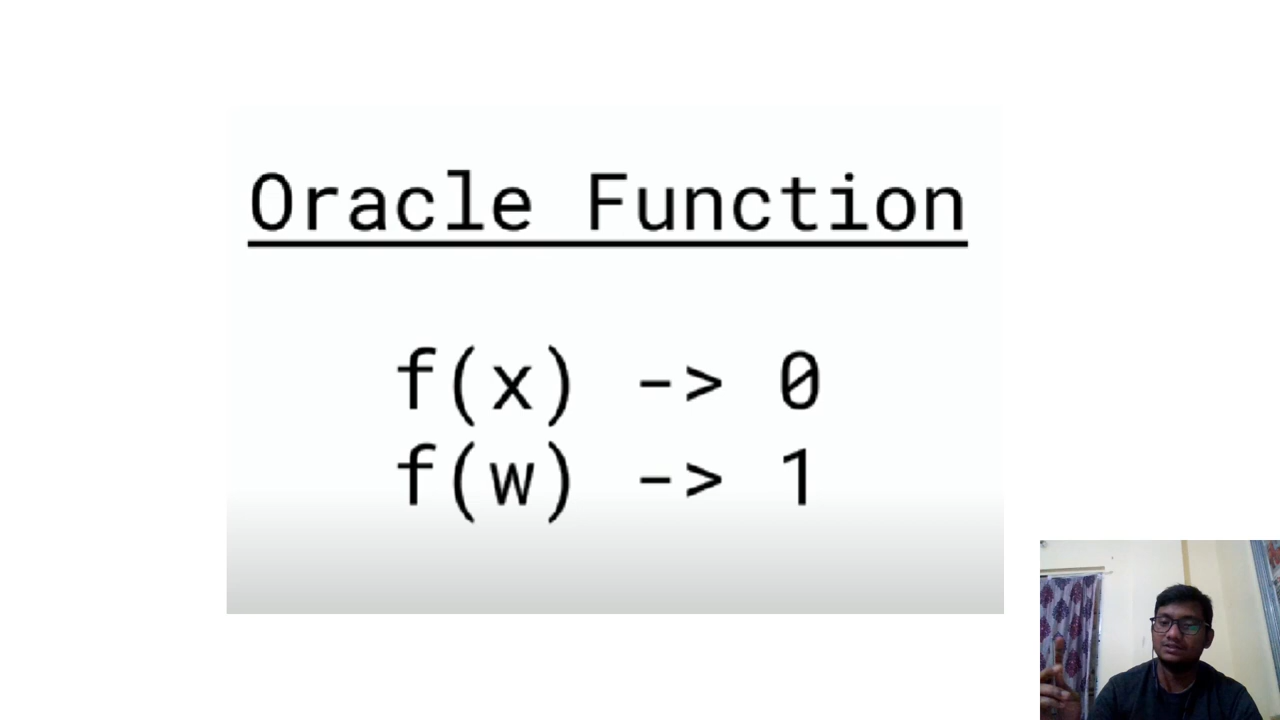 Oracle Function
f(x) -> 0
f(w) -> 1